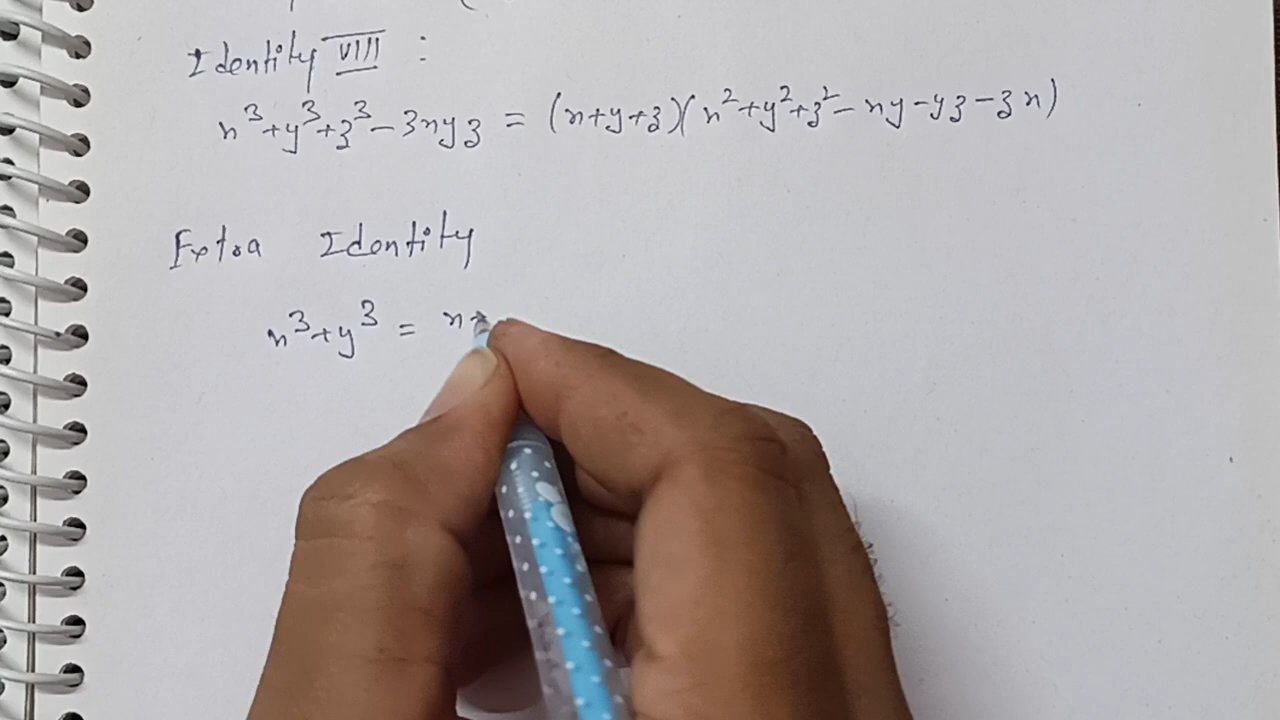 Identity VIII :
x³+y³+z³-3xyz = (x+y+z)(x²+y²+z²-xy-yz-zx)
Extra Identity
x³+y³ = x+